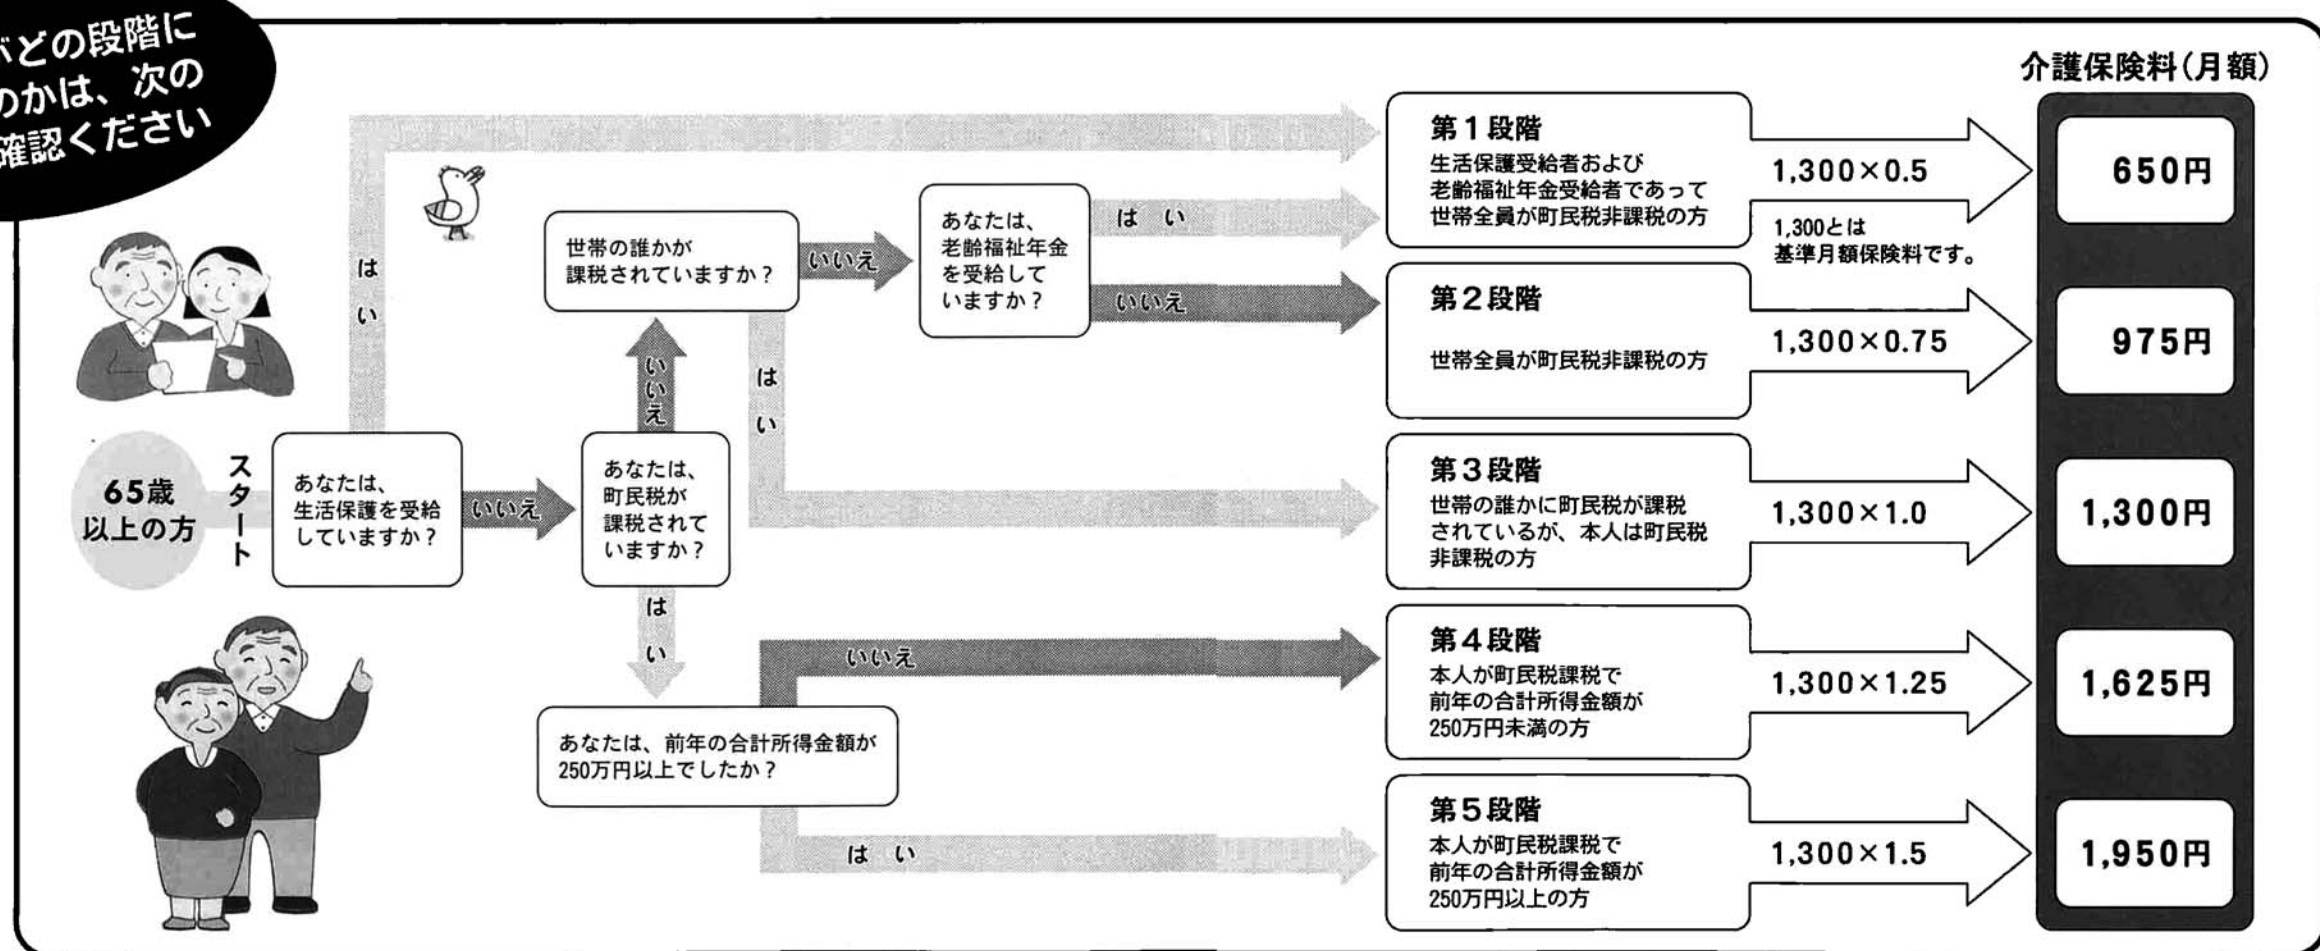 どの段階に
のかは、次の
確認ください
介護保険料(月額)
65歳
以上の方
スタート
あなたは、
生活保護を受給
していますか?
はい
いいえ
あなたは、
町民税が
課税されて
いますか?
いいえ
はい
世帯の誰かが
課税されていますか?
いいえ
はい
あなたは、
老齢福祉年金
を受給して
いますか?
はい
いいえ
あなたは、前年の合計所得金額が
250万円以上でしたか?
いいえ
はい
第1段階
生活保護受給者および
老齢福祉年金受給者であって
世帯全員が町民税非課税の方
1,300×0.5
650円
1,300とは
基準月額保険料です。
第2段階
世帯全員が町民税非課税の方
1,300×0.75
975円
第3段階
世帯の誰かに町民税が課税
されているが、本人は町民税
非課税の方
1,300×1.0
1,300円
第4段階
本人が町民税課税で
前年の合計所得金額が
250万円未満の方
1,300×1.25
1,625円
第5段階
本人が町民税課税で
前年の合計所得金額が
250万円以上の方
1,300×1.5
1,950円